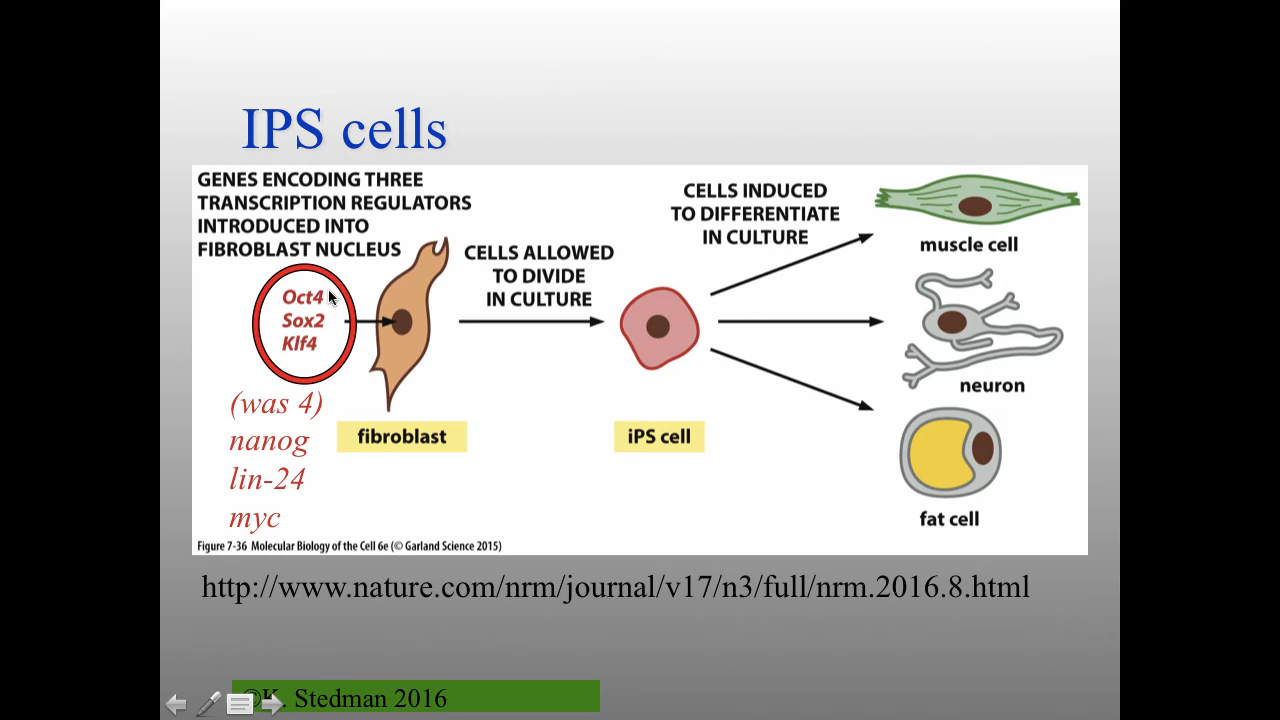 IPS cells
GENES ENCODING THREE
TRANSCRIPTION REGULATORS
INTRODUCED INTO
FIBROBLAST NUCLEUS
Oct4
Sox2
Klf4
(was 4)
nanog
lin-24
myc
fibroblast
CELLS ALLOWED
TO DIVIDE
IN CULTURE
iPS cell
CELLS INDUCED
TO DIFFERENTIATE
IN CULTURE
muscle cell
neuron
fat cell
Figure 7-36 Molecular Biology of the Cell 6e (© Garland Science 2015)
http://www.nature.com/nrm/journal/v17/n3/full/nrm.2016.8.html
©K. Stedman 2016